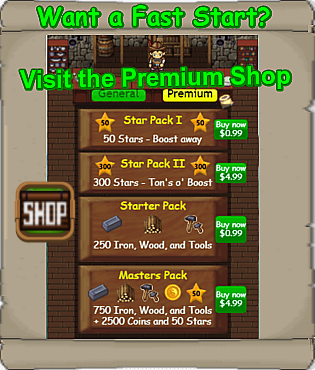 Want a Fast Start?
Visit the Premium Shop
General Premium
50 Star Pack I 50
50 Stars - Boost away
Buy now
$0.99
300 Star Pack II 300
300 Stars - Ton's o' Boost
Buy now
$4.99
SHOP
Starter Pack
250 Iron, Wood, and Tools
Buy now
$0.99
Masters Pack
50
750 Iron, Wood, and Tools
+ 2500 Coins and 50 Stars
Buy now
$4.99